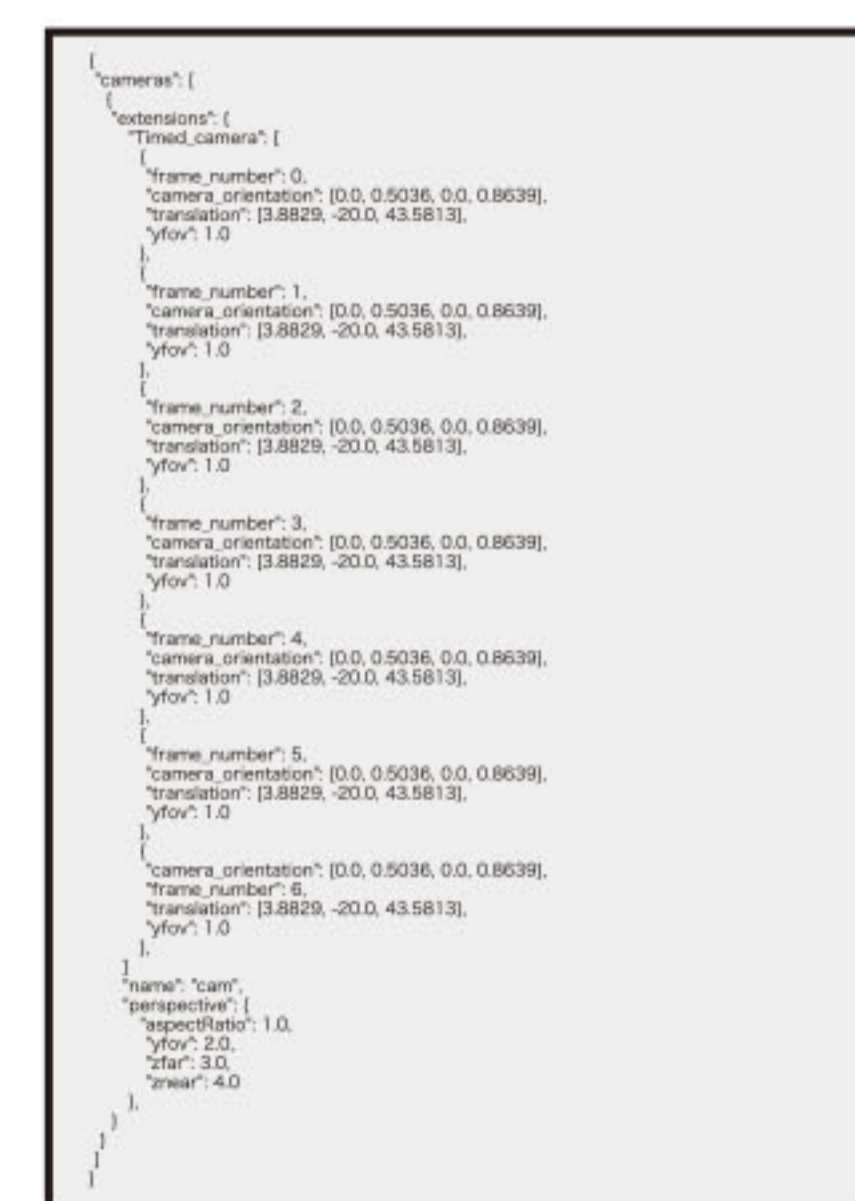 {
"cameras": [
{
"extensions": {
"Timed_camera": [
{
"frame_number": 0,
"camera_orientation": [0.0, 0.5036, 0.0, 0.8639],
"translation": [3.8829, -20.0, 43.5813],
"yfov": 1.0
},
{
"frame_number": 1,
"camera_orientation": [0.0, 0.5036, 0.0, 0.8639],
"translation": [3.8829, -20.0, 43.5813],
"yfov": 1.0
},
{
"frame_number": 2,
"camera_orientation": [0.0, 0.5036, 0.0, 0.8639],
"translation": [3.8829, -20.0, 43.5813],
"yfov": 1.0
},
{
"frame_number": 3,
"camera_orientation": [0.0, 0.5036, 0.0, 0.8639],
"translation": [3.8829, -20.0, 43.5813],
"yfov": 1.0
},
{
"frame_number": 4,
"camera_orientation": [0.0, 0.5036, 0.0, 0.8639],
"translation": [3.8829, -20.0, 43.5813],
"yfov": 1.0
},
{
"frame_number": 5,
"camera_orientation": [0.0, 0.5036, 0.0, 0.8639],
"translation": [3.8829, -20.0, 43.5813],
"yfov": 1.0
},
{
"camera_orientation": [0.0, 0.5036, 0.0, 0.8639],
"frame_number": 6,
"translation": [3.8829, -20.0, 43.5813],
"yfov": 1.0
},
]
"name": "cam",
"perspective": {
"aspectRatio": 1.0,
"yfov": 2.0,
"zfar": 3.0,
"znear": 4.0
},
}
}
]
}